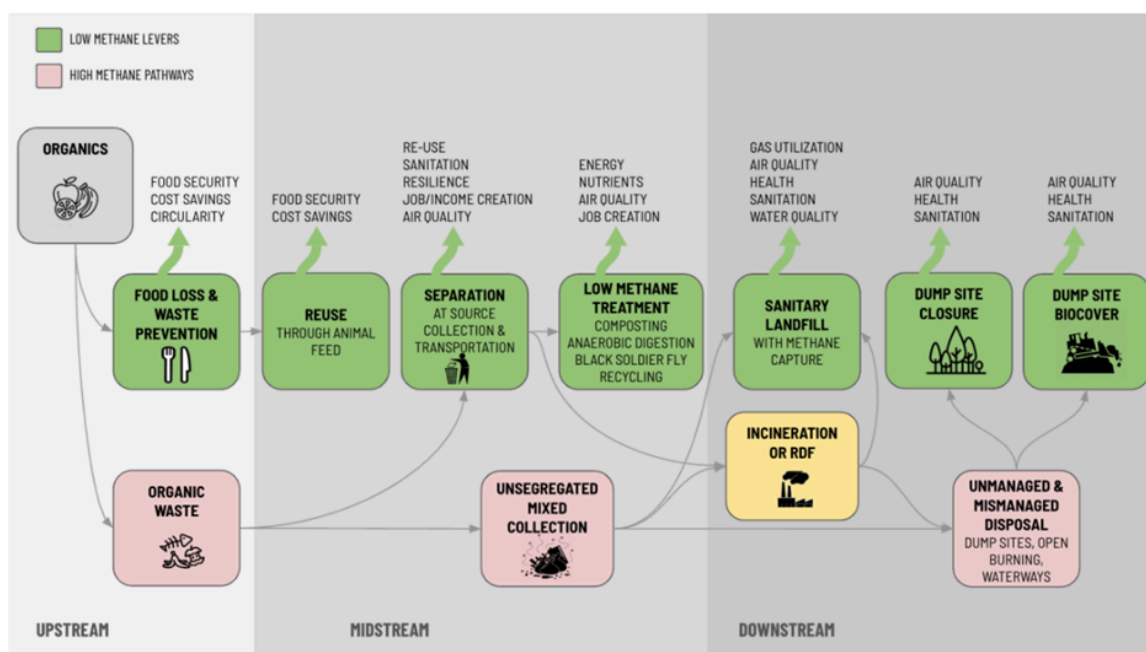 LOW METHANE LEVERS
HIGH METHANE PATHWAYS
ORGANICS
FOOD SECURITY
COST SAVINGS
CIRCULARITY
FOOD SECURITY
COST SAVINGS
RE-USE
SANITATION
RESILIENCE
JOB/INCOME CREATION
AIR QUALITY
ENERGY
NUTRIENTS
AIR QUALITY
JOB CREATION
GAS UTILIZATION
AIR QUALITY
HEALTH
SANITATION
WATER QUALITY
AIR QUALITY
HEALTH
SANITATION
AIR QUALITY
HEALTH
SANITATION
FOOD LOSS &
WASTE
PREVENTION
REUSE
THROUGH ANIMAL
FEED
SEPARATION
AT SOURCE
COLLECTION &
TRANSPORTATION
LOW METHANE
TREATMENT
COMPOSTING
ANAEROBIC DIGESTION
BLACK SOLDIER FLY
RECYCLING
SANITARY
LANDFILL
WITH METHANE
CAPTURE
DUMP SITE
CLOSURE
DUMP SITE
BIOCOVER
INCINERATION
OR RDF
ORGANIC
WASTE
UNSEGREGATED
MIXED
COLLECTION
UNMANAGED &
MISMANAGED
DISPOSAL
DUMP SITES, OPEN
BURNING,
WATERWAYS
UPSTREAM
MIDSTREAM
DOWNSTREAM